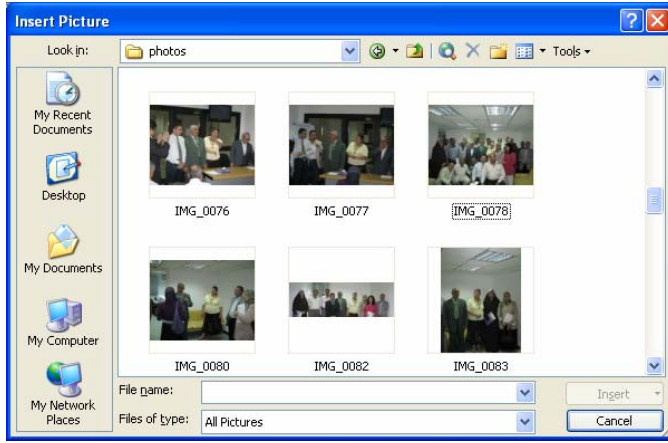 Insert Picture
Look in:
photos
Tools
My Recent
Documents
Desktop
My Documents
My Computer
My Network
Places
IMG_0076
IMG_0077
IMG_0078
IMG_0080
IMG_0082
IMG_0083
File name:
Files of type:
All Pictures
Insert
Cancel